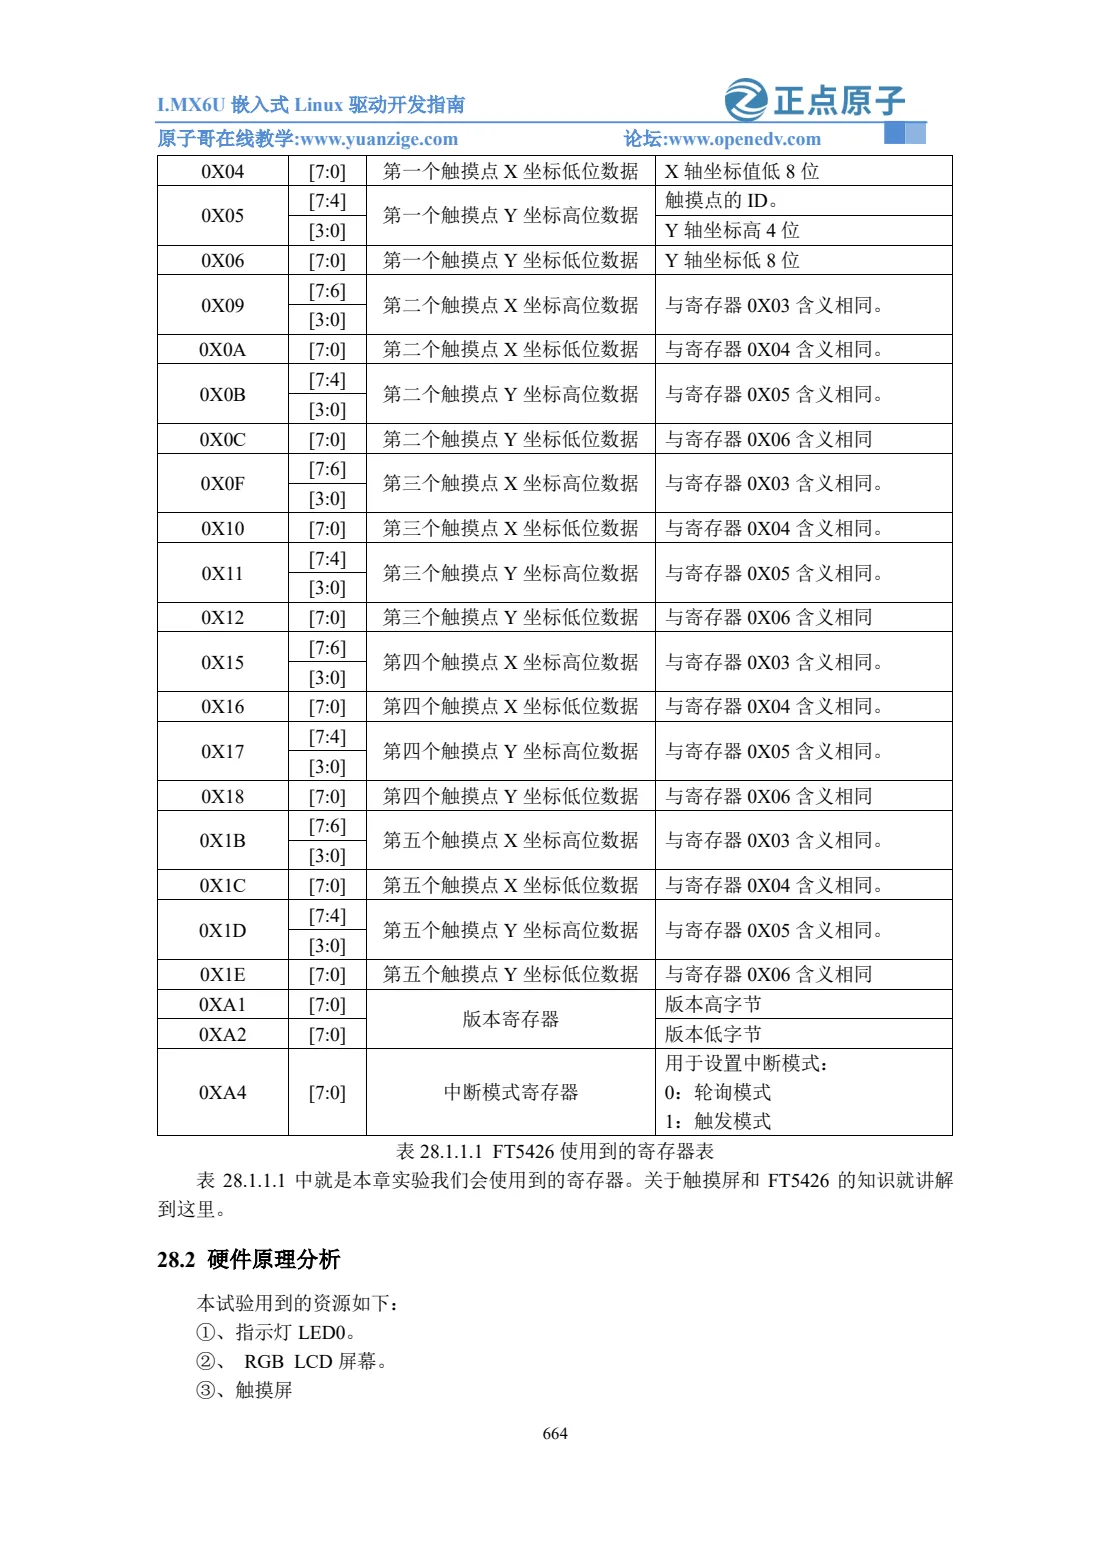 I.MX6U 嵌入式 Linux 驱动开发指南
正点原子
原子哥在线教学:www.yuanzige.com 论坛:www.openedv.com
0X04 [7:0] 第一个触摸点 X 坐标低位数据 X 轴坐标值低 8 位
0X05 [7:4] 第一个触摸点 Y 坐标高位数据 触摸点的 ID。
[3:0] Y 轴坐标高 4 位
0X06 [7:0] 第一个触摸点 Y 坐标低位数据 Y 轴坐标低 8 位
0X09 [7:6] 第二个触摸点 X 坐标高位数据 与寄存器 0X03 含义相同。
[3:0]
0X0A [7:0] 第二个触摸点 X 坐标低位数据 与寄存器 0X04 含义相同。
0X0B [7:4] 第二个触摸点 Y 坐标高位数据 与寄存器 0X05 含义相同。
[3:0]
0X0C [7:0] 第二个触摸点 Y 坐标低位数据 与寄存器 0X06 含义相同
0X0F [7:6] 第三个触摸点 X 坐标高位数据 与寄存器 0X03 含义相同。
[3:0]
0X10 [7:0] 第三个触摸点 X 坐标低位数据 与寄存器 0X04 含义相同。
0X11 [7:4] 第三个触摸点 Y 坐标高位数据 与寄存器 0X05 含义相同。
[3:0]
0X12 [7:0] 第三个触摸点 Y 坐标低位数据 与寄存器 0X06 含义相同
0X15 [7:6] 第四个触摸点 X 坐标高位数据 与寄存器 0X03 含义相同。
[3:0]
0X16 [7:0] 第四个触摸点 X 坐标低位数据 与寄存器 0X04 含义相同。
0X17 [7:4] 第四个触摸点 Y 坐标高位数据 与寄存器 0X05 含义相同。
[3:0]
0X18 [7:0] 第四个触摸点 Y 坐标低位数据 与寄存器 0X06 含义相同
0X1B [7:6] 第五个触摸点 X 坐标高位数据 与寄存器 0X03 含义相同。
[3:0]
0X1C [7:0] 第五个触摸点 X 坐标低位数据 与寄存器 0X04 含义相同。
0X1D [7:4] 第五个触摸点 Y 坐标高位数据 与寄存器 0X05 含义相同。
[3:0]
0X1E [7:0] 第五个触摸点 Y 坐标低位数据 与寄存器 0X06 含义相同
0XA1 [7:0] 版本寄存器 版本高字节
0XA2 [7:0] 版本低字节
0XA4 [7:0] 中断模式寄存器 用于设置中断模式：
0：轮询模式
1：触发模式
表 28.1.1.1 FT5426 使用到的寄存器表
表 28.1.1.1 中就是本章实验我们会使用到的寄存器。关于触摸屏和 FT5426 的知识就讲解
到这里。
28.2 硬件原理分析
本试验用到的资源如下：
①、指示灯 LED0。
②、 RGB LCD 屏幕。
③、触摸屏
664